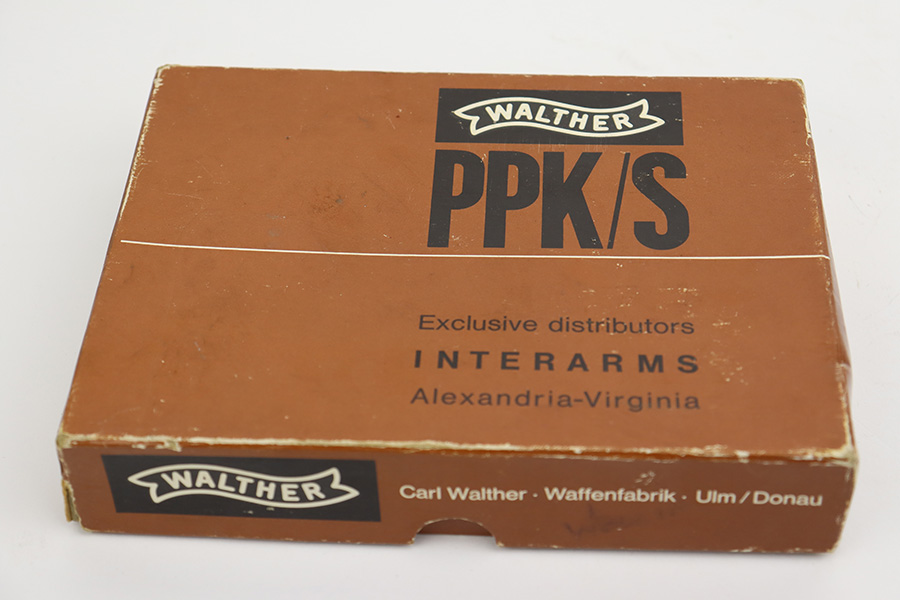 WALTHER
PPK/S
Exclusive distributors
INTERARMS
Alexandria-Virginia
WALTHER
Carl Walther · Waffenfabrik · Ulm/Donau